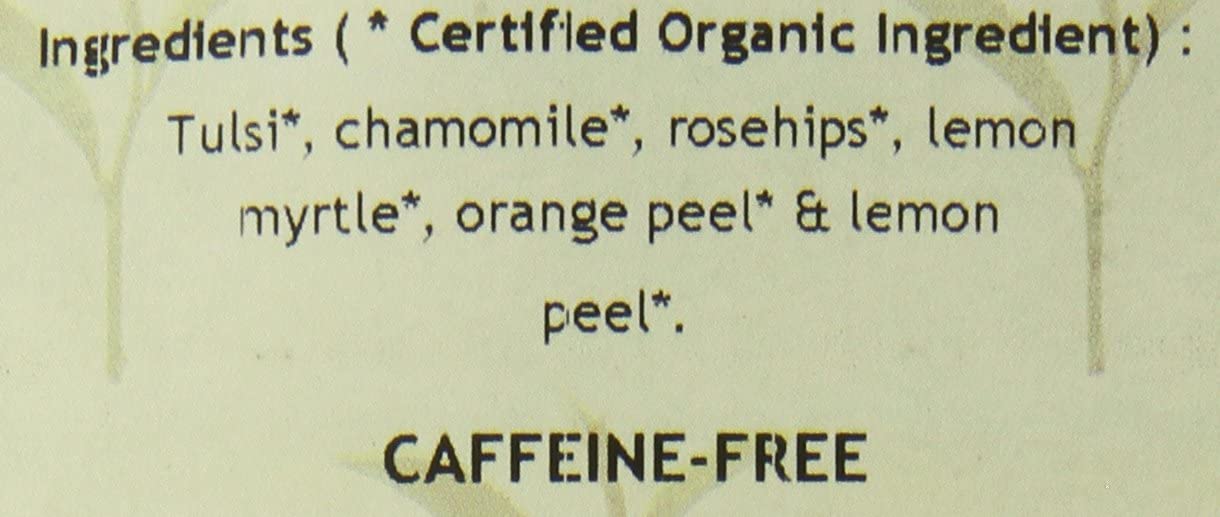 Ingredients ( * Certified Organic Ingredient) :
Tulsi*, chamomile*, rosehips*, lemon
myrtle*, orange peel* & lemon
peel*.
CAFFEINE-FREE